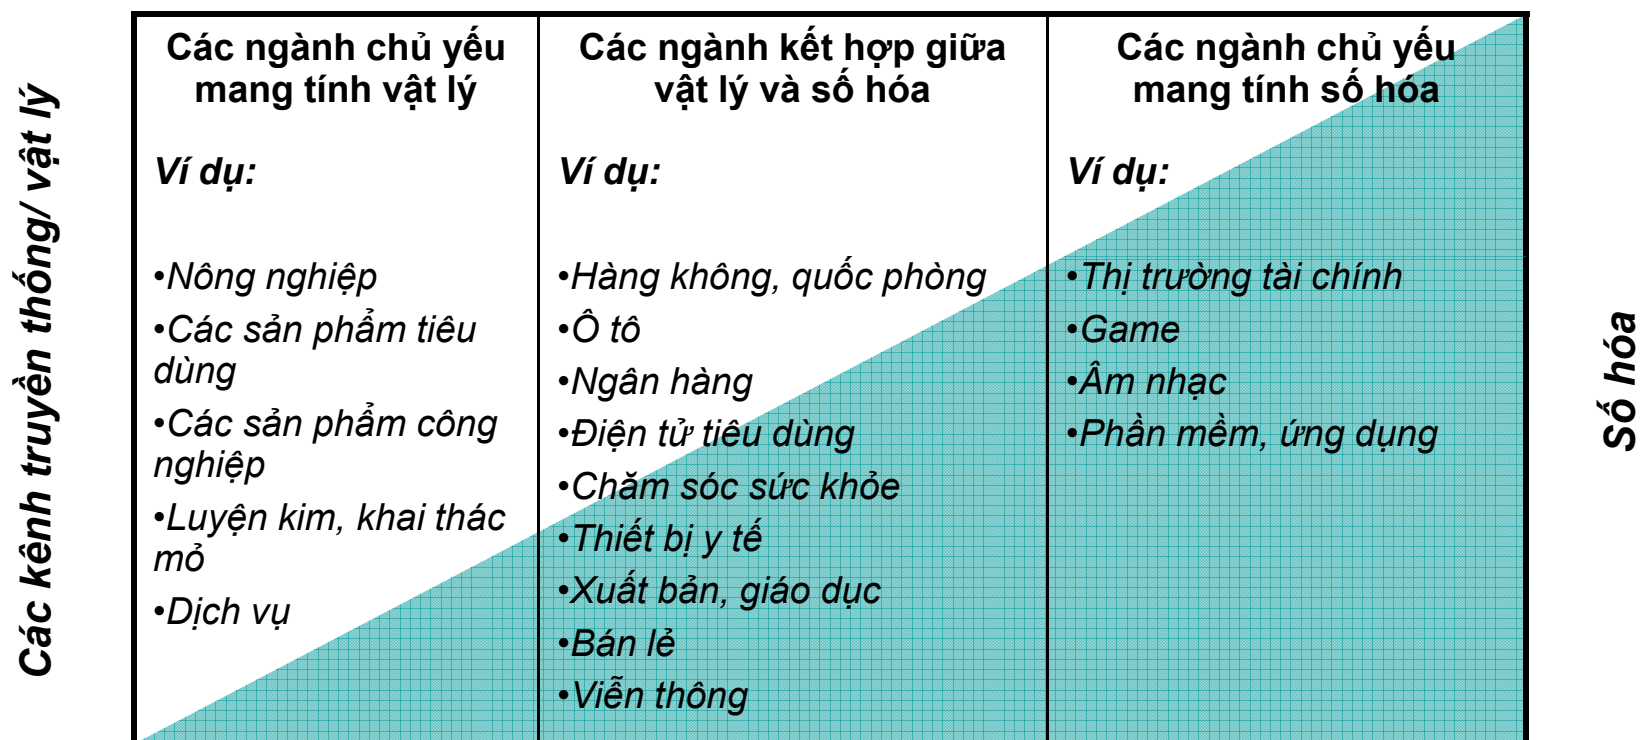 Các kênh truyền thống/ vật lý
Các ngành chủ yếu
mang tính vật lý
Ví dụ:
•Nông nghiệp
•Các sản phẩm tiêu
dùng
•Các sản phẩm công
nghiệp
•Luyện kim, khai thác
mỏ
•Dịch vụ
Các ngành kết hợp giữa
vật lý và số hóa
Ví dụ:
•Hàng không, quốc phòng
•Ô tô
•Ngân hàng
•Điện tử tiêu dùng
•Chăm sóc sức khỏe
•Thiết bị y tế
•Xuất bản, giáo dục
•Bán lẻ
•Viễn thông
Các ngành chủ yếu
mang tính số hóa
Ví dụ:
•Thị trường tài chính
•Game
•Âm nhạc
•Phần mềm, ứng dụng
Số hóa